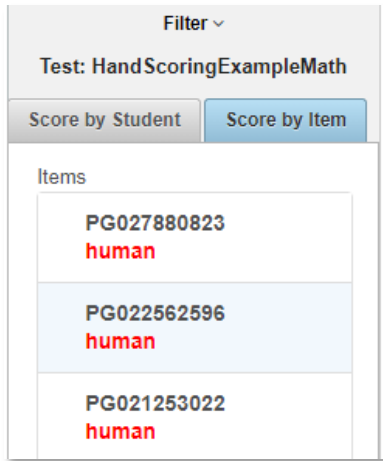 Filter
Test: HandScoringExampleMath
Score by Student Score by Item
Items
PG027880823
human
PG022562596
human
PG021253022
human